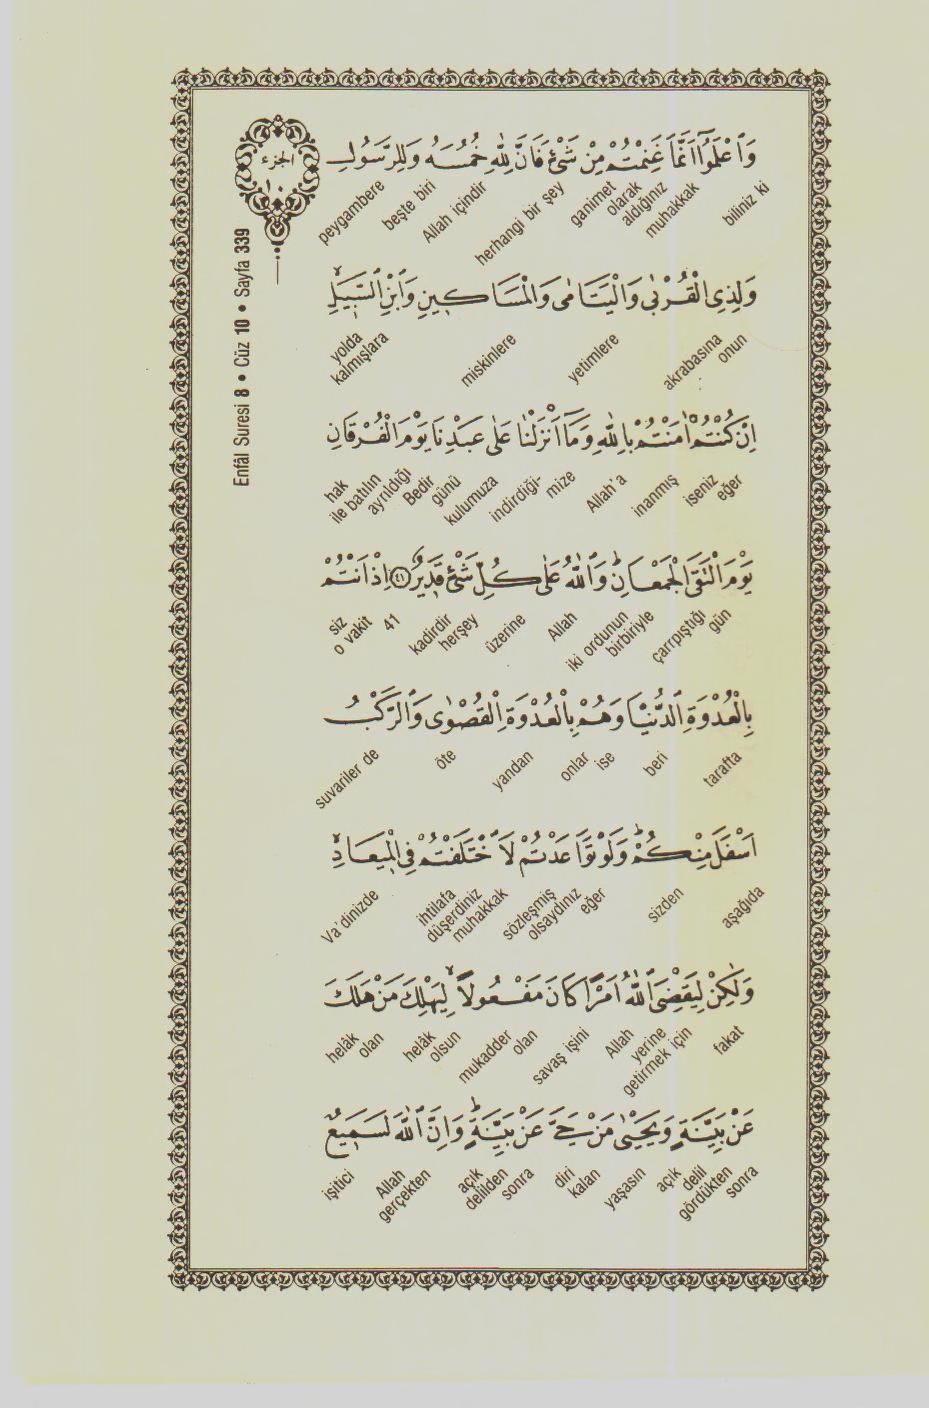 الجزء
١٠
Enfâl Suresi 8 • Cüz 10 • Sayfa 339
وَاعْلَمُٓوا اَنَّمَا غَنِمْتُمْ مِنْ شَيْءٍ فَاَنَّ لِلّٰهِ خُمُسَهُ وَلِلرَّسُولِ
biliniz ki muhakkak aldığınız olarak ganimet herhangi bir şey Allah içindir beşte biri peygambere
وَلِذِي الْقُرْبٰى وَالْيَتَامٰى وَالْمَسَاكِينِ وَابْنِ السَّبِيلِۙ
onun akrabasına yetimlere miskinlere yolda kalmışlara
اِنْ كُنْتُمْ اٰمَنْتُمْ بِاللّٰهِ وَمَٓا اَنْزَلْنَا عَلٰى عَبْدِنَا يَوْمَ الْفُرْقَانِ
eğer iseniz inanmış Allah'a indirdiği- mize kulumuza günü Bedir ayrıldığı hak ile batılın
يَوْمَ الْتَقَى الْجَمْعَانِۜ وَاللّٰهُ عَلٰى كُلِّ شَيْءٍ قَدِيرٌ ﴿٤١﴾ اِذْ اَنْتُمْ
gün çarrpıştığı iki ordunun birbiriyle Allah üzerine herşey kadirdir 41 o vakit siz
بِالْعُدْوَةِ الدُّنْيَا وَهُمْ بِالْعُدْوَةِ الْقُصْوٰى وَالرَّكْبُ
tarafta beri ise onlar yandan öte suvariler de
اَسْفَلَ مِنْكُمْۜ وَلَوْ تَوَاعَدْتُمْ لَاخْتَلَفْتُمْ فِي الْمِيعَادِۙ
aşağıda sizden eğer sözleşmiş olsaydınız muhakkak ihtilafa düşerdiniz Va'dinizde
وَلٰكِنْ لِيَقْضِيَ اللّٰهُ اَمْرًا كَانَ مَفْعُولًاۙ لِيَهْلِكَ مَنْ هَلَكَ
fakat yerine getirmek için Allah savaş işini olan mukadder helâk olsun olan helâk
عَنْ بَيِّنَةٍ وَيَحْيٰى مَنْ حَيَّ عَنْ بَيِّنَةٍۜ وَاِنَّ اللّٰهَ لَسَمِيعٌ
sonra delil gördükten açık yaşasın kalan diri sonra açık delilden gerçekten Allah işitici